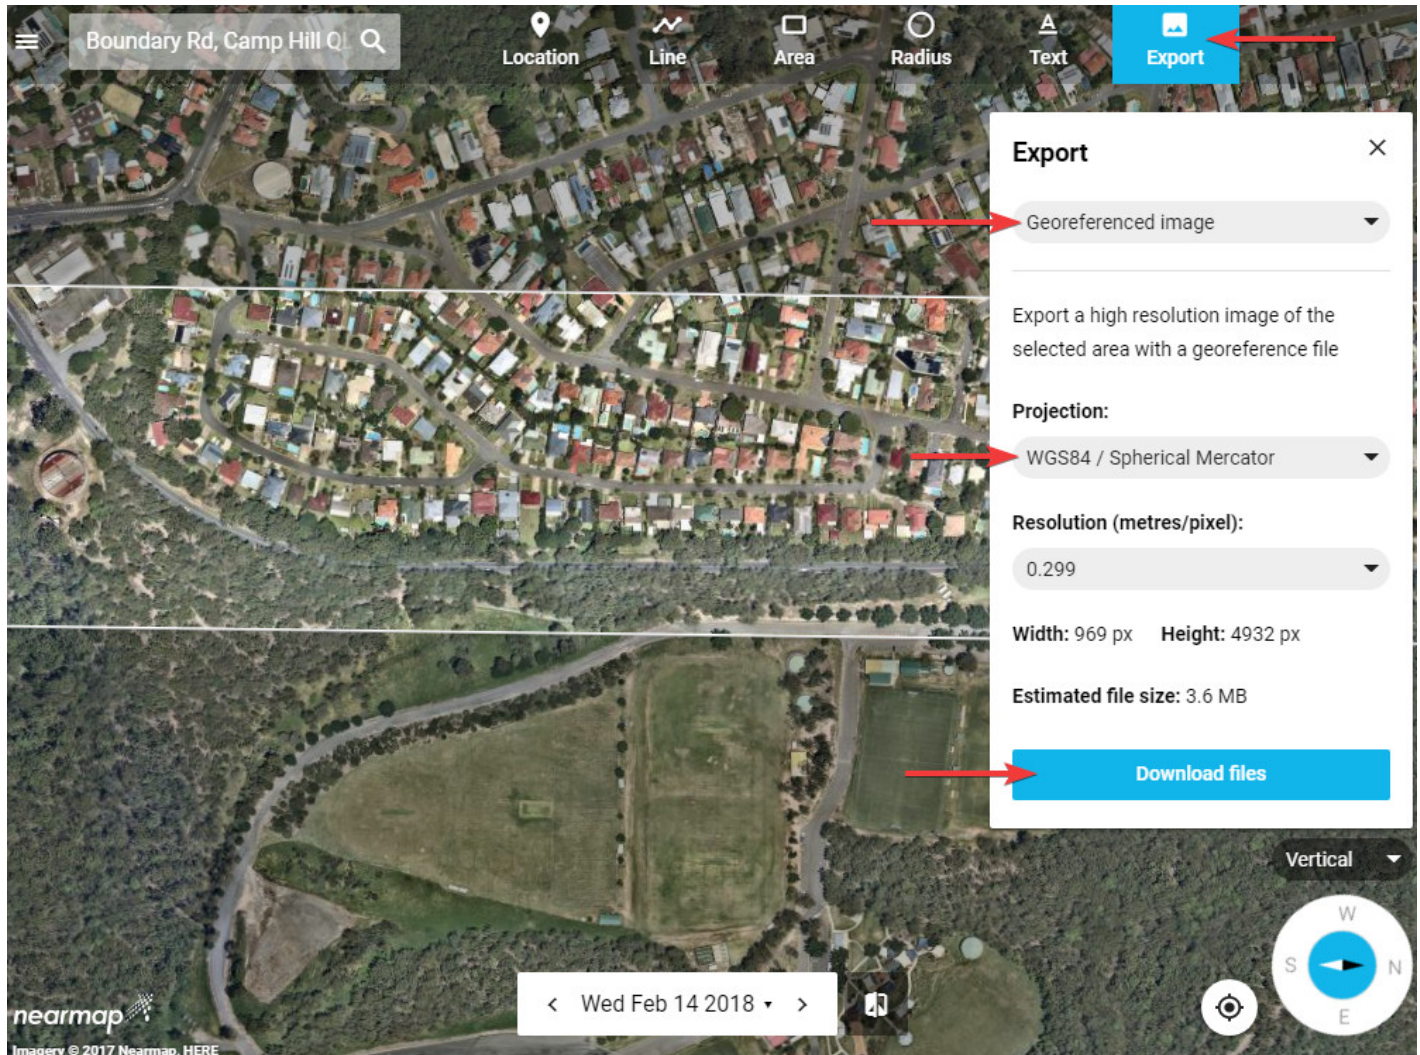 Boundary Rd, Camp Hill QL
Location
Line
Area
Radius
Text
Export
Export
Georeferenced image
Export a high resolution image of the
selected area with a georeference file
Projection:
WGS84 / Spherical Mercator
Resolution (metres/pixel):
0.299
Width: 969 px Height: 4932 px
Estimated file size: 3.6 MB
Download files
Vertical
W
S
N
E
Wed Feb 14 2018
nearmap
Imagery © 2017 Nearmap, HERE